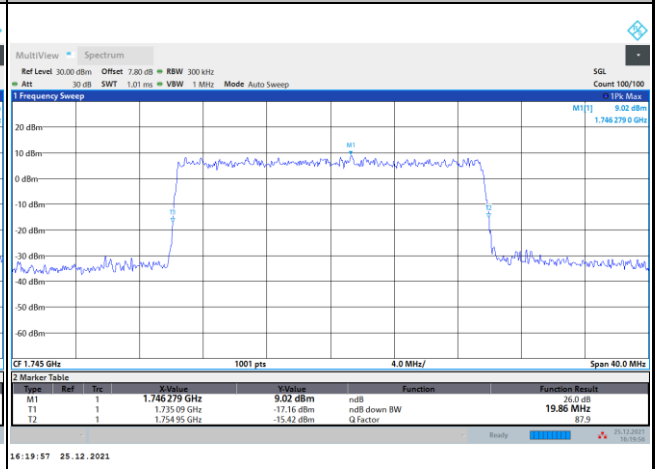 MultiView Spectrum
Ref Level 30.00 dBm Offset 7.80 dB RBW 300 kHz SGL
Att 30 dB SWT 1.01 ms VBW 1 MHz Mode Auto Sweep Count 100/100
1 Frequency Sweep 1Pk Max
M1[1] 9.02 dBm
1.746 279 0 GHz
20 dBm
M1
10 dBm
0 dBm
-10 dBm
T1 T2
-20 dBm
-30 dBm
-40 dBm
-50 dBm
-60 dBm
CF 1.745 GHz 1001 pts 4.0 MHz/ Span 40.0 MHz
2 Marker Table
Type Ref Trc X-Value Y-Value Function Function Result
M1 1 1.746 279 GHz 9.02 dBm ndB 26.0 dB
T1 1 1.735 09 GHz -17.16 dBm ndB down BW 19.86 MHz
T2 1 1.754 95 GHz -15.42 dBm Q Factor 87.9
Ready 25.12.2021
16:19:56
16:19:57 25.12.2021